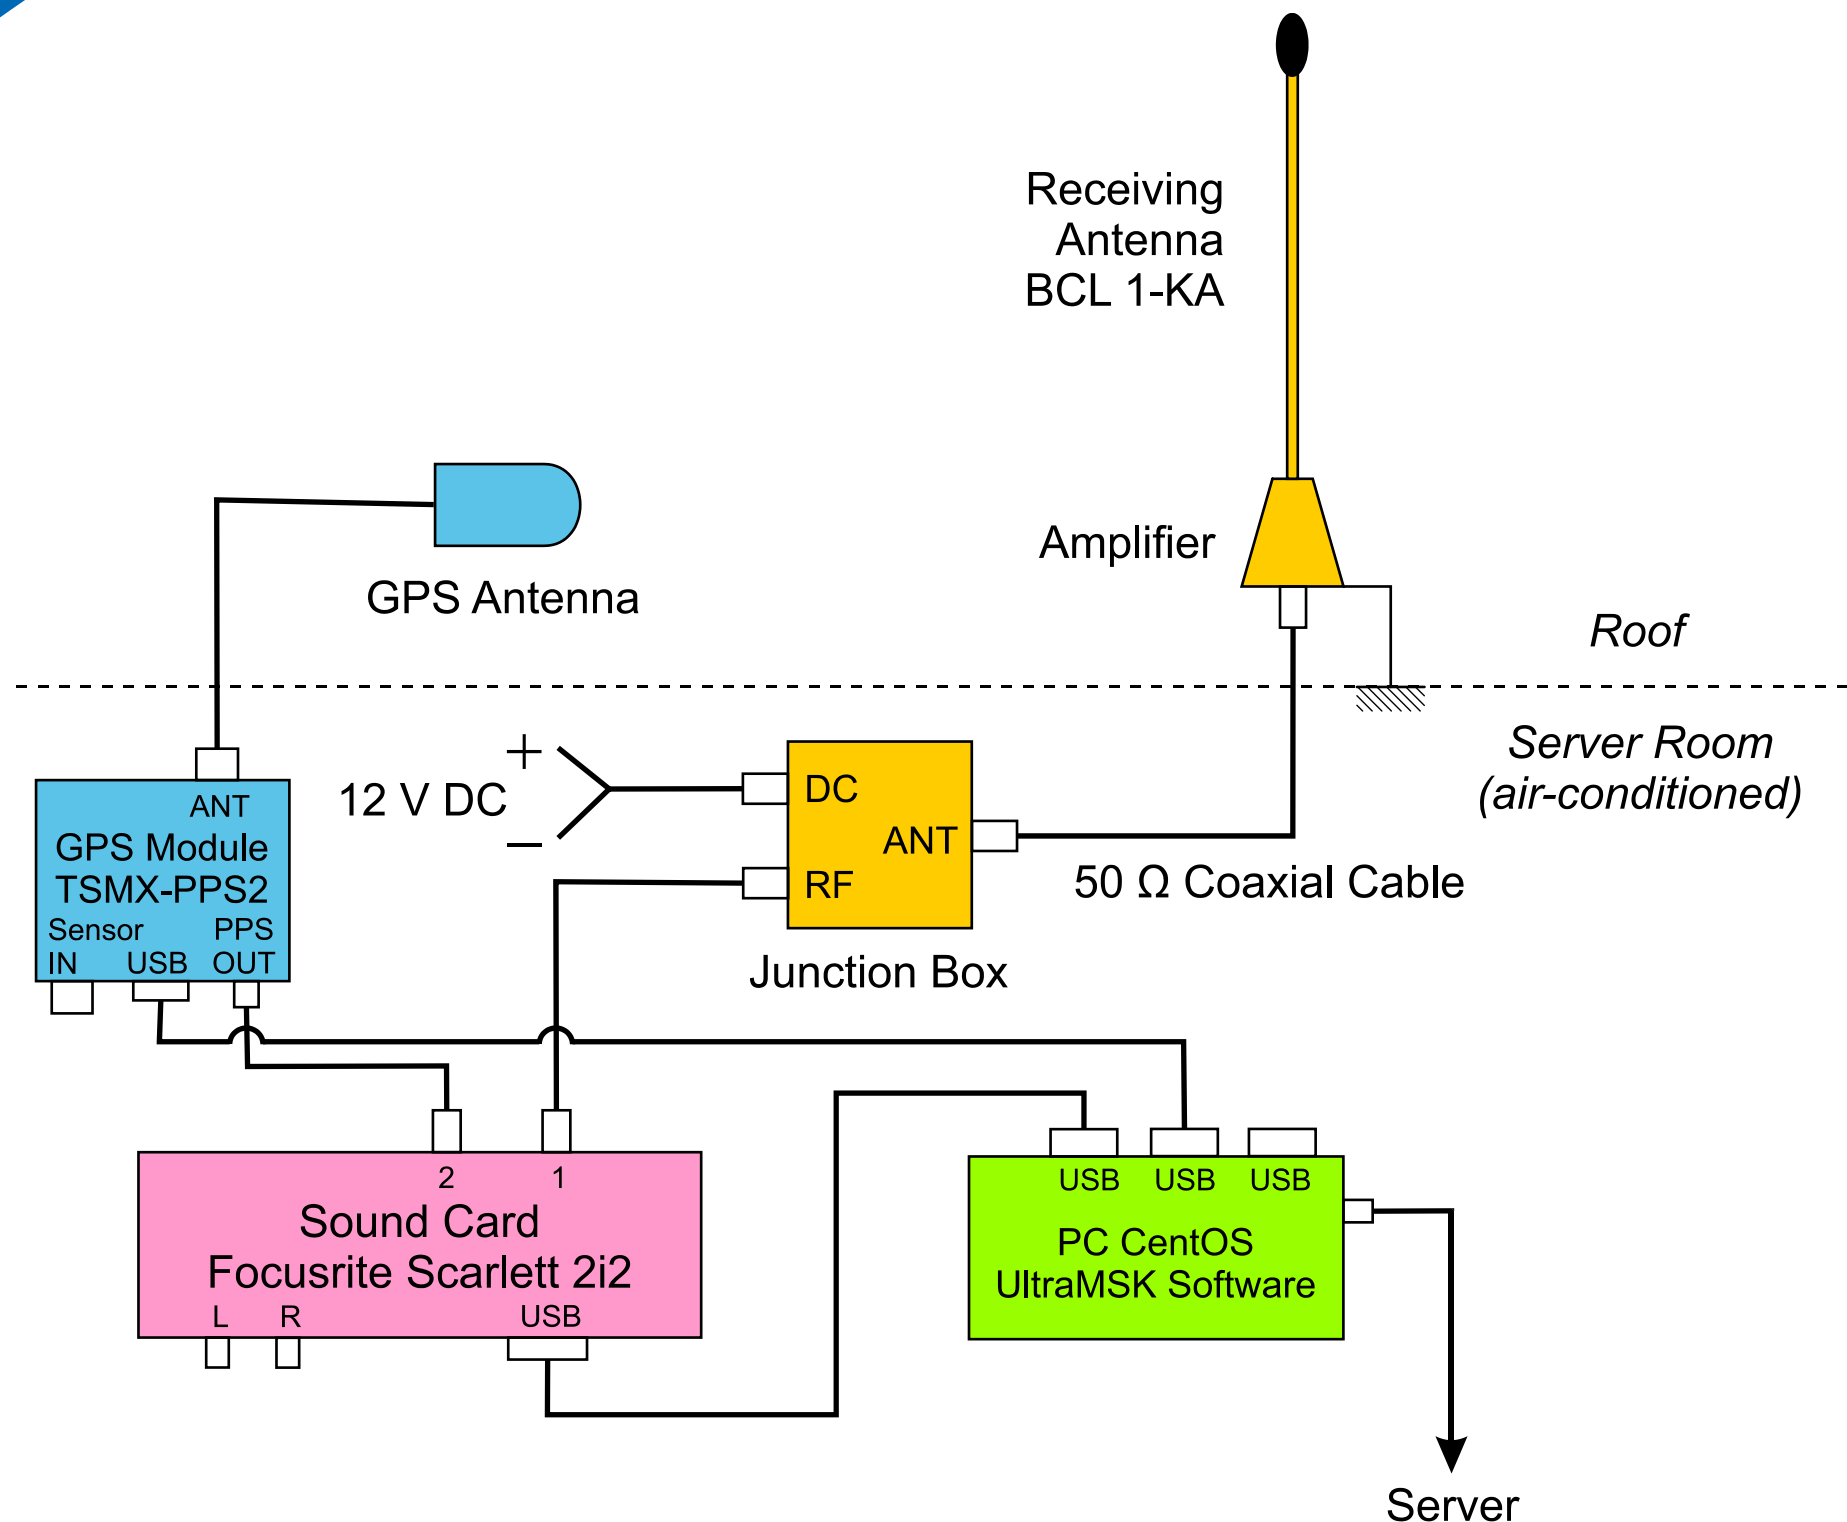 Receiving
Antenna
BCL 1-KA
Amplifier
GPS Antenna
Roof
Server Room
(air-conditioned)
+
12 V DC
−
DC
ANT
RF
50 Ω Coaxial Cable
Junction Box
ANT
GPS Module
TSMX-PPS2
Sensor PPS
IN USB OUT
2 1
Sound Card
Focusrite Scarlett 2i2
L R USB
USB USB USB
PC CentOS
UltraMSK Software
Server